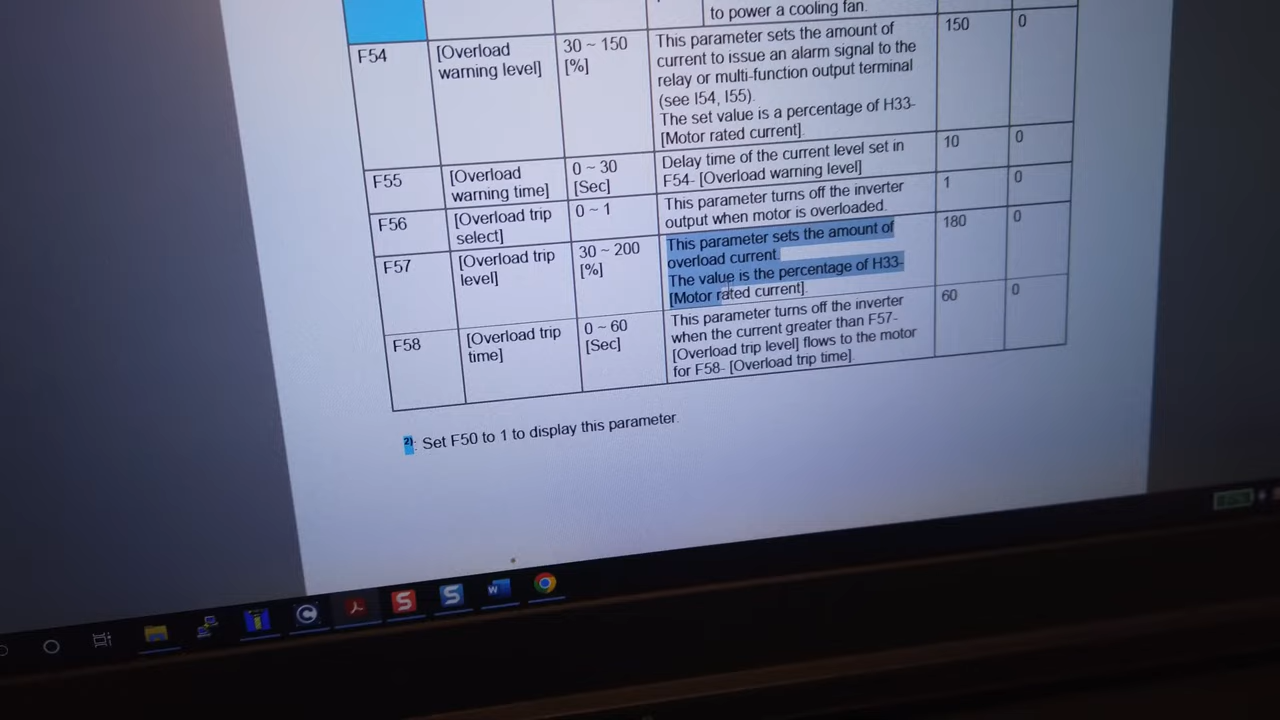 to power a cooling fan.
F54 [Overload warning level] 30 ~ 150 [%] This parameter sets the amount of 150 0
current to issue an alarm signal to the
relay or multi-function output terminal
(see I54, I55).
The set value is a percentage of H33-
[Motor rated current].
F55 [Overload warning time] 0 ~ 30 [Sec] Delay time of the current level set in 10 0
F54- [Overload warning level]
F56 [Overload trip select] 0 ~ 1 This parameter turns off the inverter 1 0
output when motor is overloaded.
F57 [Overload trip level] 30 ~ 200 [%] This parameter sets the amount of 180 0
overload current.
The value is the percentage of H33-
[Motor rated current].
F58 [Overload trip time] 0 ~ 60 [Sec] This parameter turns off the inverter 60 0
when the current greater than F57-
[Overload trip level] flows to the motor
for F58- [Overload trip time].
2): Set F50 to 1 to display this parameter.